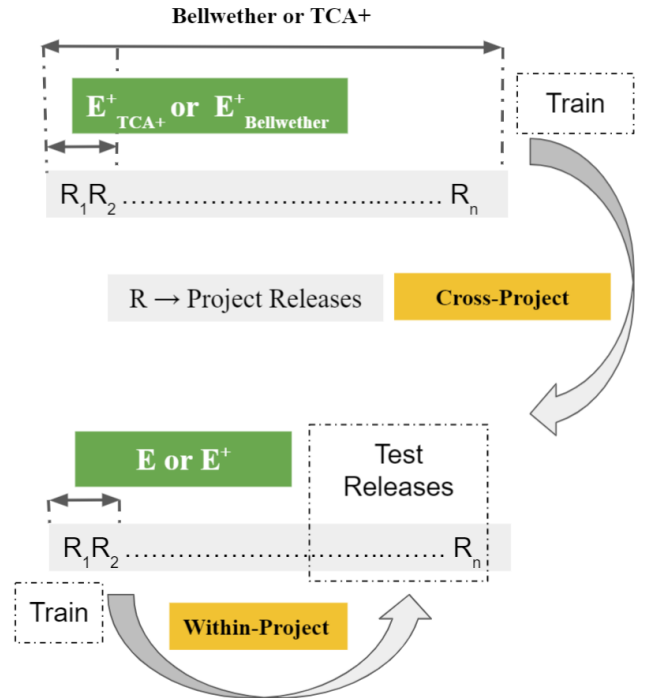 Bellwether or TCA+
E⁺TCA+ or E⁺Bellwether
Train
R₁R₂ ........................................ Rₙ
R → Project Releases
Cross-Project
E or E⁺
Test
Releases
R₁R₂ ........................................ Rₙ
Train
Within-Project